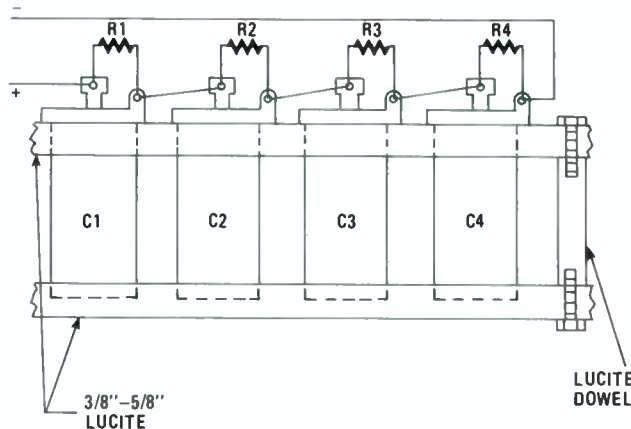 −
R1 R2 R3 R4
+
C1 C2 C3 C4
3/8"–5/8"
LUCITE
LUCITE
DOWEL